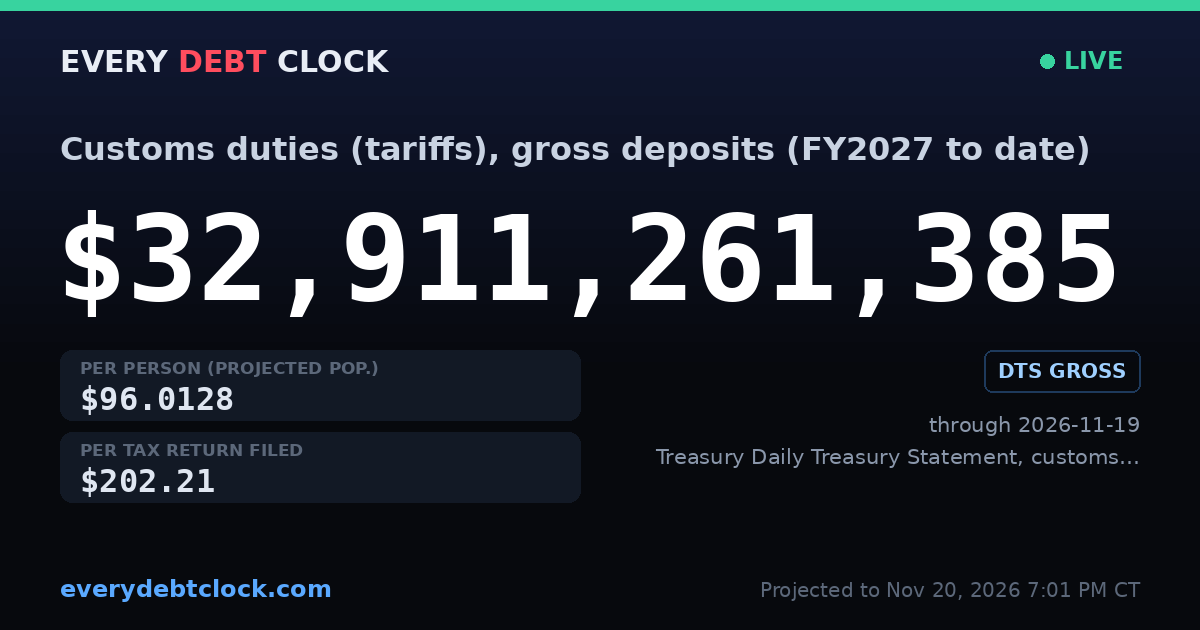 EVERY DEBT CLOCK
LIVE
Customs duties (tariffs), gross deposits (FY2027 to date)
$32,911,261,385
PER PERSON (PROJECTED POP.)
$96.0128
PER TAX RETURN FILED
$202.21
DTS GROSS
through 2026-11-19
Treasury Daily Treasury Statement, customs…
everydebtclock.com
Projected to Nov 20, 2026 7:01 PM CT